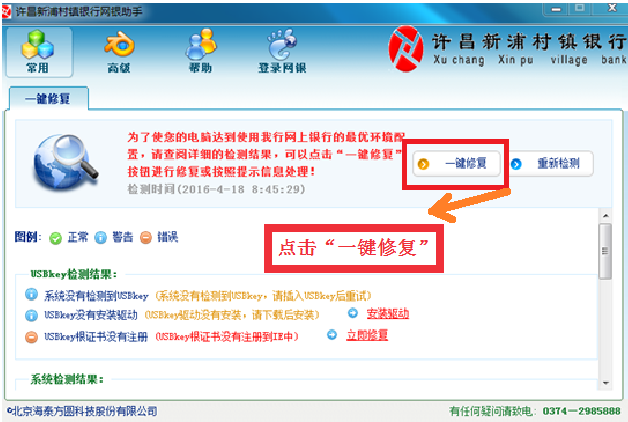 许昌新浦村镇银行网银助手
常用
高级
帮助
登录网银
许昌新浦村镇银行
Xu chang Xin pu village bank
一键修复
为了使您的电脑达到使用我行网上银行的最优环境配
置，请查阅详细的检测结果，可以点击“一键修复”
按钮进行修复或按照提示信息处理！
检测时间(2016-4-18 8:45:29)
一键修复
重新检测
图例： 正常 警告 错误
点击“一键修复”
USBkey检测结果：
系统没有检测到USBkey (系统没有检测到USBkey，请插入USBkey后重试)
USBkey没有安装驱动 (USBkey驱动没有安装，请下载后安装) 安装驱动
USBkey根证书没有注册 (USBkey根证书没有注册到IE中) 立即修复
系统检测结果：
©北京海泰方圆科技股份有限公司
有任何疑问请致电：0374—2985888